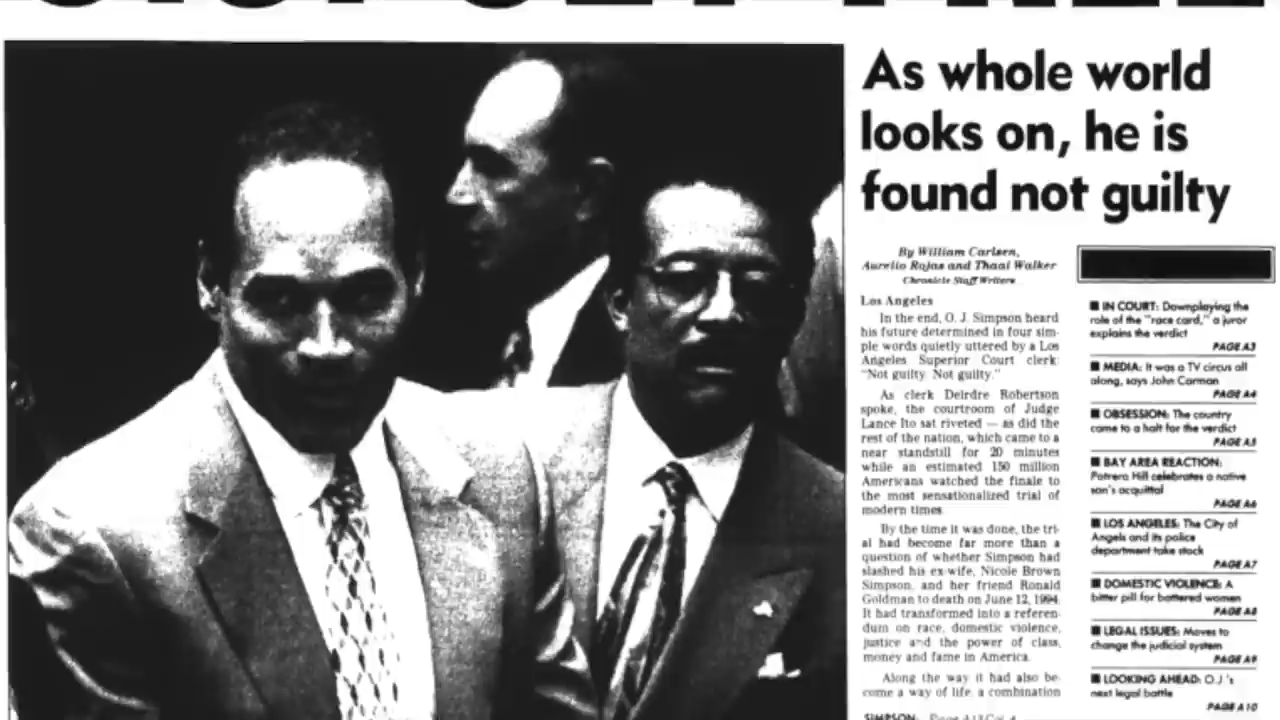 As whole world
looks on, he is
found not guilty
By William Carlsen,
Aurelio Rojas and Thaai Walker
Chronicle Staff Writers
Los Angeles
In the end, O. J. Simpson heard
his future determined in four sim-
ple words quietly uttered by a Los
Angeles Superior Court clerk:
"Not guilty. Not guilty."
As clerk Deirdre Robertson
spoke, the courtroom of Judge
Lance Ito sat riveted — as did the
rest of the nation, which came to a
near standstill for 20 minutes
while an estimated 150 million
Americans watched the finale to
the most sensationalized trial of
modern times
By the time it was done, the tri-
al had become far more than a
question of whether Simpson had
slashed his ex-wife, Nicole Brown
Simpson, and her friend Ronald
Goldman to death on June 12, 1994.
It had transformed into a referen-
dum on race, domestic violence,
justice and the power of class,
money and fame in America.
Along the way it had also be-
come a way of life, a combination
SIMPSON: Page A13 Col. 4
■ IN COURT: Downplaying the
role of the "race card," a juror
explains the verdict
PAGE A3
■ MEDIA: It was a TV circus all
along, says John Carman
PAGE A4
■ OBSESSION: The country
came to a halt for the verdict
PAGE A5
■ BAY AREA REACTION:
Potrero Hill celebrates a native
son's acquittal
PAGE A6
■ LOS ANGELES: The City of
Angels and its police
department take stock
PAGE A7
■ DOMESTIC VIOLENCE: A
bitter pill for battered women
PAGE A8
■ LEGAL ISSUES: Moves to
change the judicial system
PAGE A9
■ LOOKING AHEAD: O.J.'s
next legal battle
PAGE A10